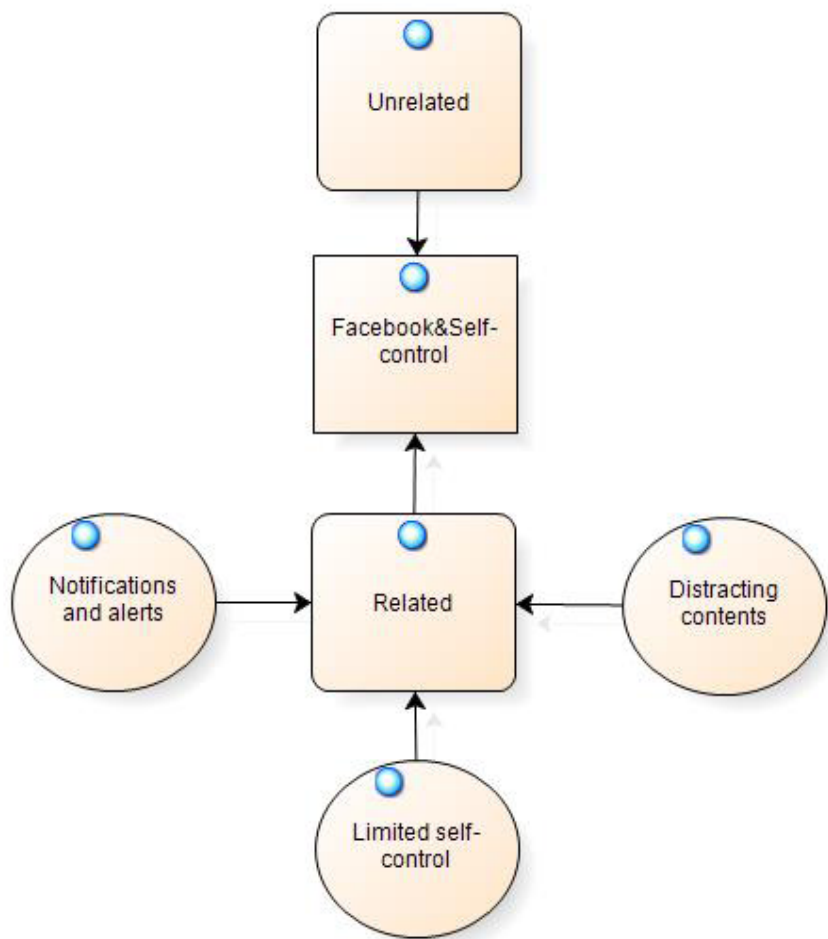 Unrelated
Facebook&Self-
control
Notifications
and alerts
Related
Distracting
contents
Limited self-
control